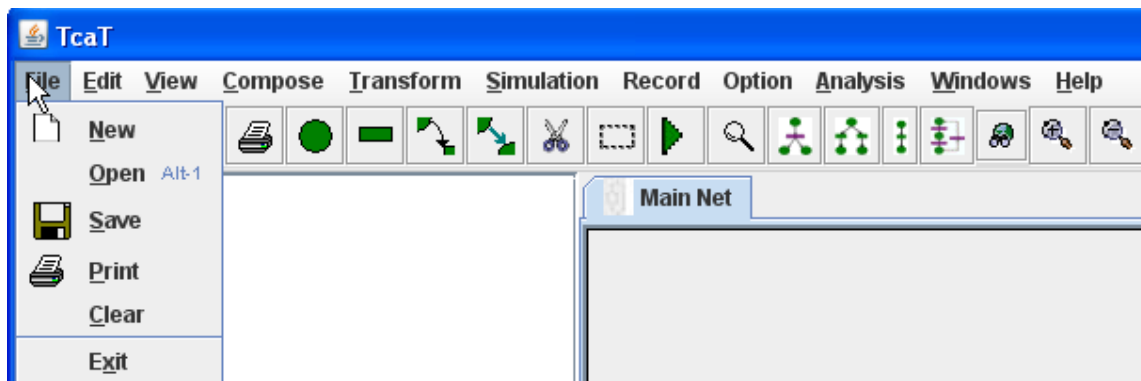 TcaT
File Edit View Compose Transform Simulation Record Option Analysis Windows Help
New
Open Alt-1
Save
Print
Clear
Exit
Main Net